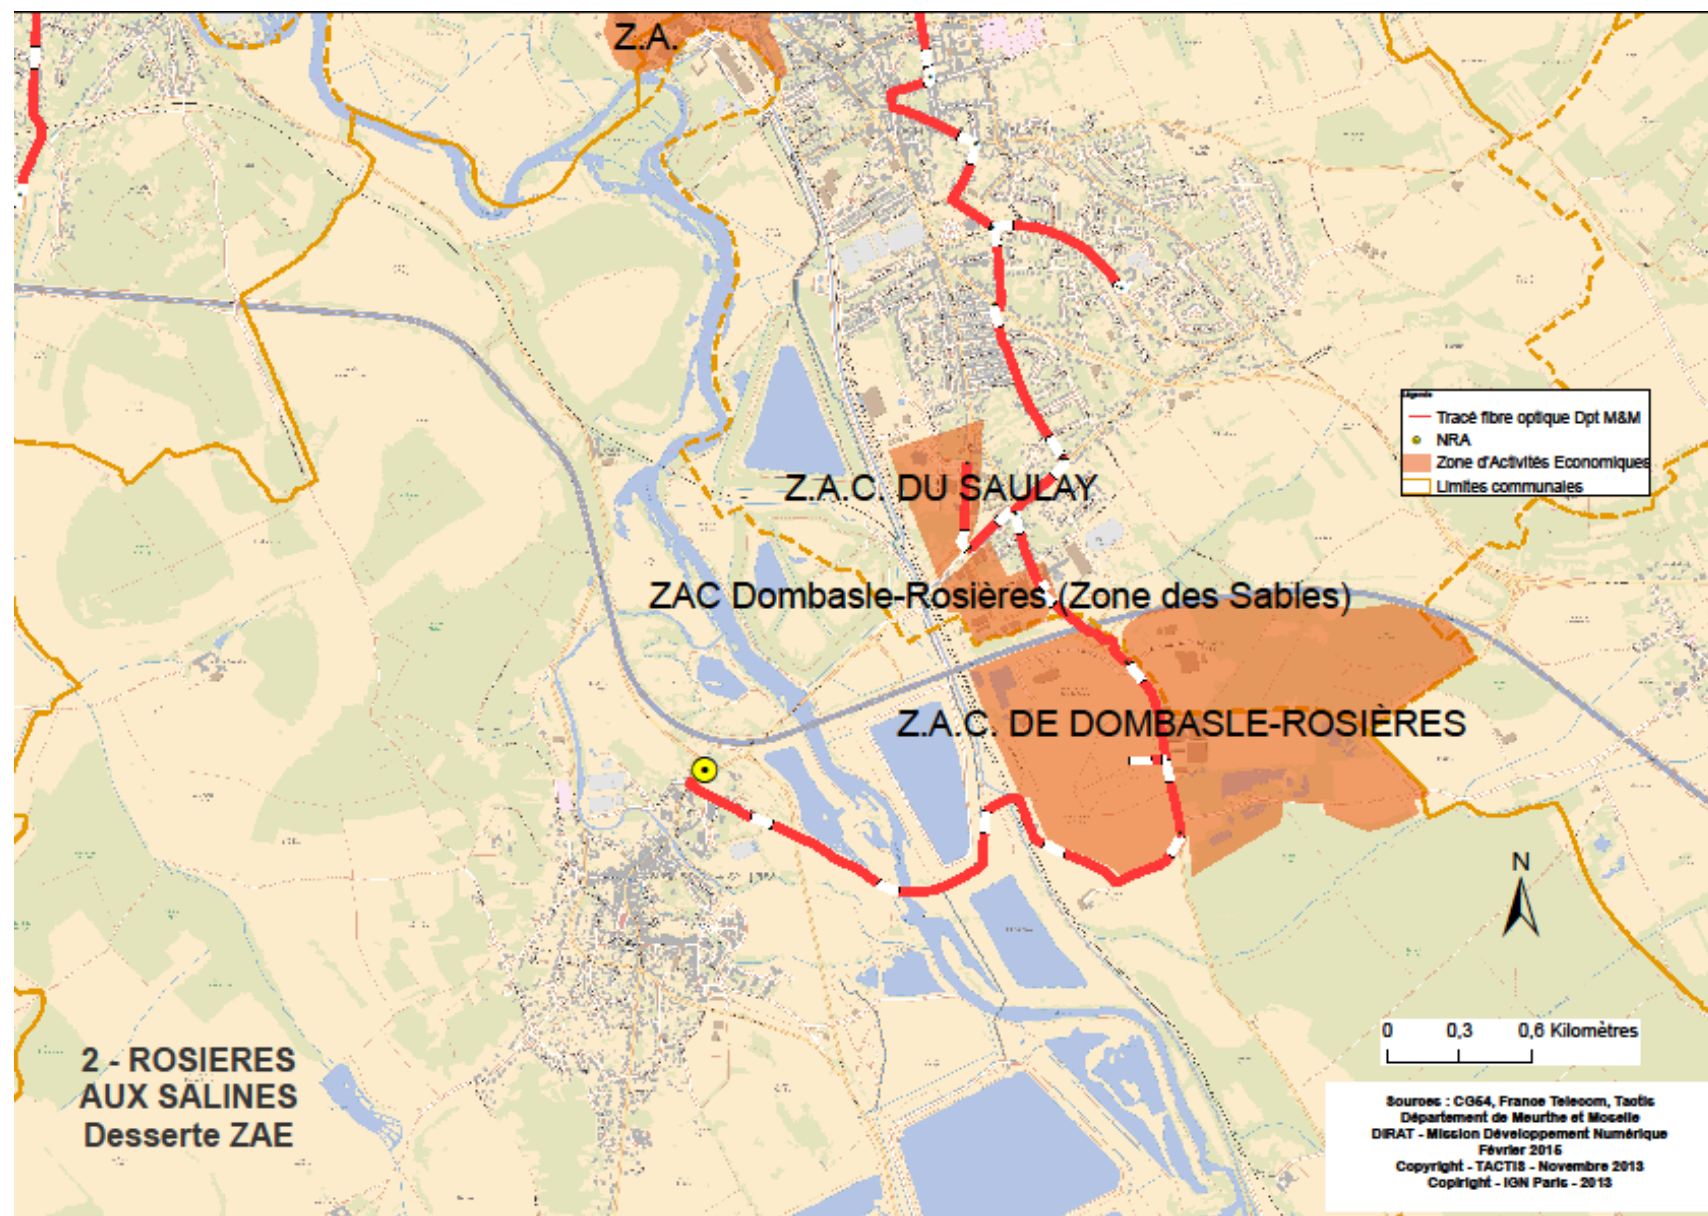 Z.A.
Légende
Tracé fibre optique Dpt M&M
NRA
Zone d'Activités Economiques
Limites communales
Z.A.C. DU SAULAY
ZAC Dombasle-Rosières (Zone des Sables)
Z.A.C. DE DOMBASLE-ROSIÈRES
N
0 0,3 0,6 Kilomètres
2 - ROSIERES
AUX SALINES
Desserte ZAE
Sources : CG54, France Telecom, Tactis
Département de Meurthe et Moselle
DIRAT - Mission Développement Numérique
Février 2015
Copyright - TACTIS - Novembre 2013
Copiright - IGN Paris - 2013